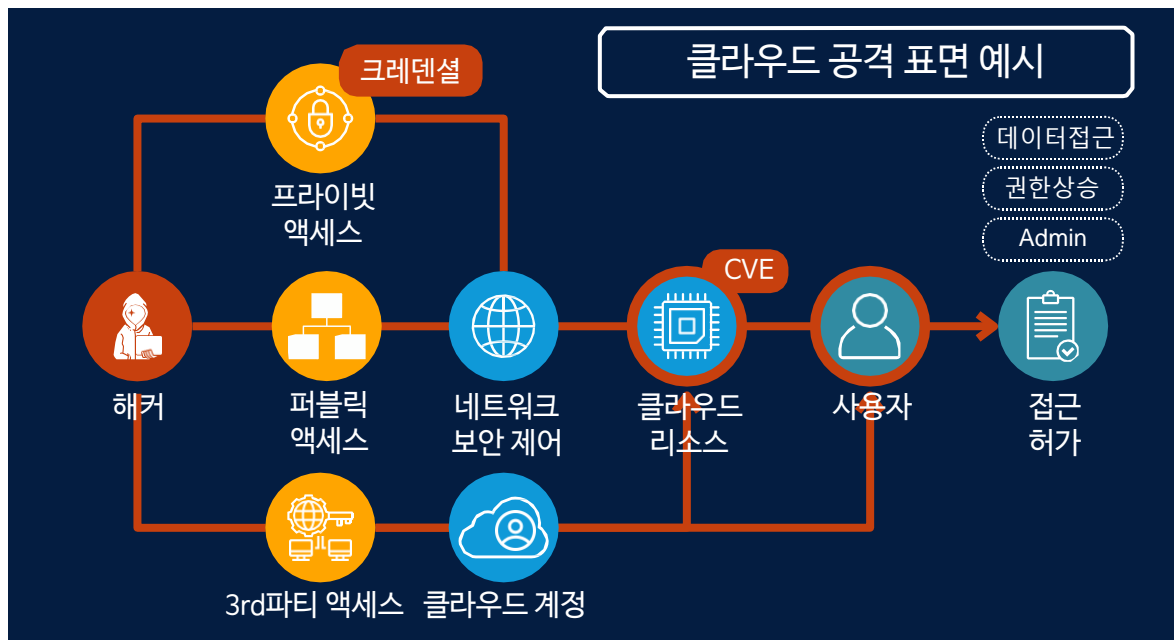 클라우드 공격 표면 예시
크레덴셜
프라이빗
액세스
데이터접근
권한상승
Admin
CVE
해커
퍼블릭
액세스
네트워크
보안 제어
클라우드
리소스
사용자
접근
허가
3rd파티 액세스
클라우드 계정